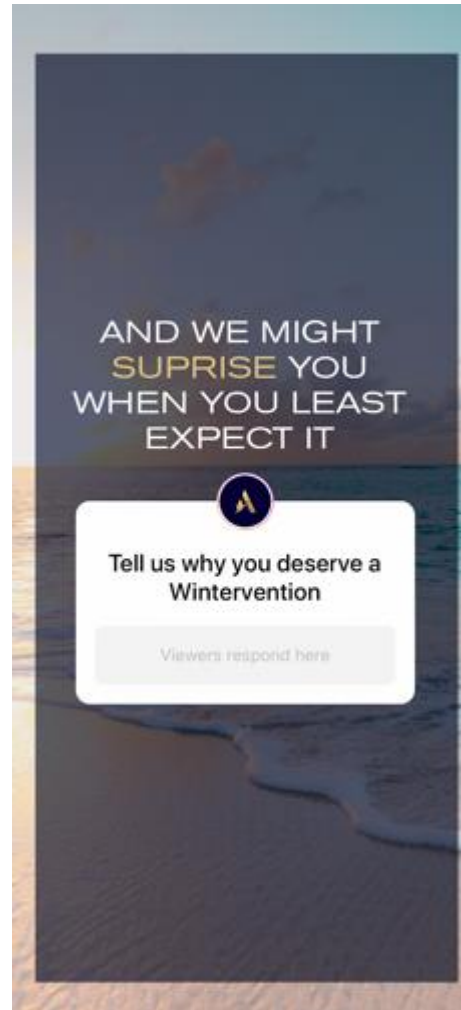 AND WE MIGHT
SUPRISE YOU
WHEN YOU LEAST
EXPECT IT
Tell us why you deserve a
Wintervention
Viewers respond here